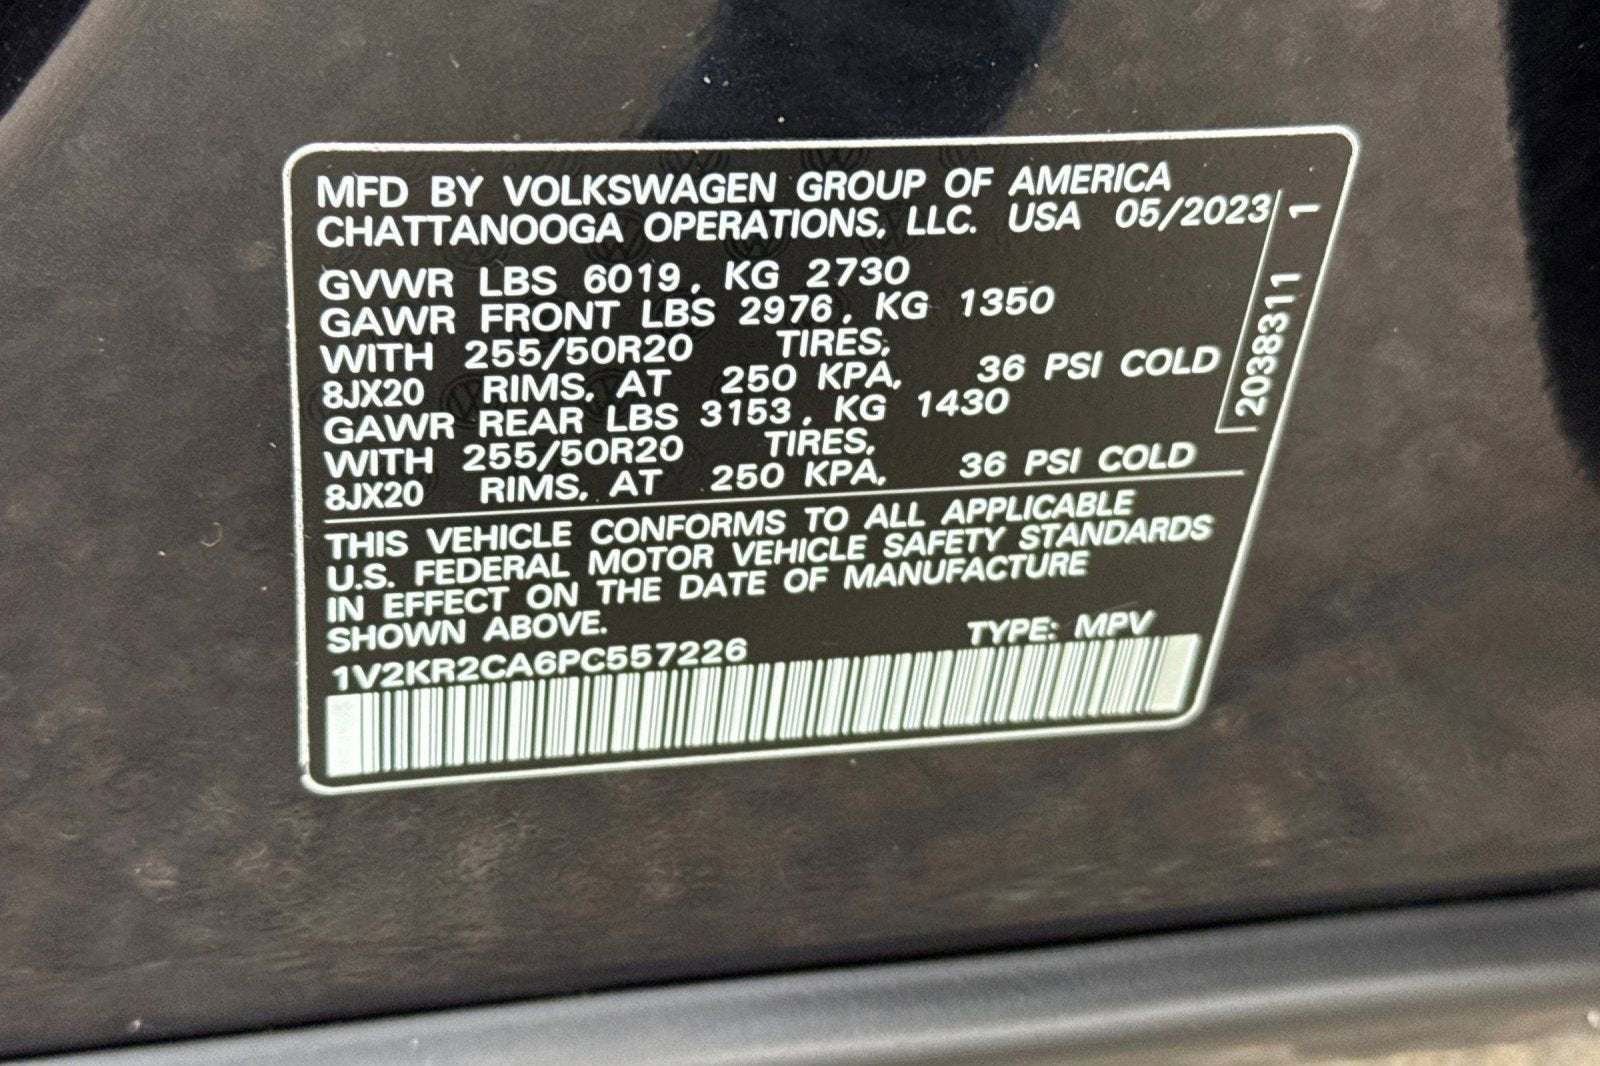 MFD BY VOLKSWAGEN GROUP OF AMERICA
CHATTANOOGA OPERATIONS, LLC. USA 05/2023
GVWR LBS 6019, KG 2730
GAWR FRONT LBS 2976, KG 1350
WITH 255/50R20 TIRES,
8JX20 RIMS, AT 250 KPA, 36 PSI COLD
GAWR REAR LBS 3153, KG 1430
WITH 255/50R20 TIRES,
8JX20 RIMS, AT 250 KPA, 36 PSI COLD
THIS VEHICLE CONFORMS TO ALL APPLICABLE
U.S. FEDERAL MOTOR VEHICLE SAFETY STANDARDS
IN EFFECT ON THE DATE OF MANUFACTURE
SHOWN ABOVE.
1V2KR2CA6PC557226 TYPE: MPV
2038311 1